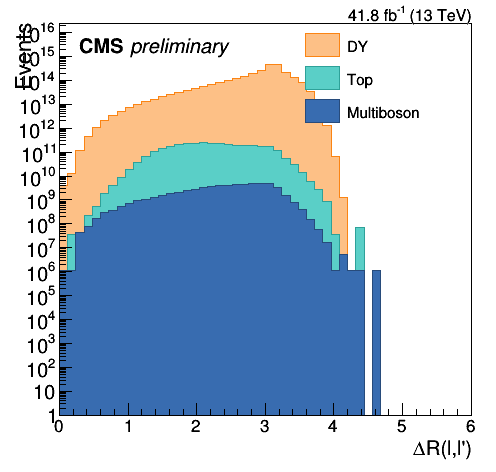 41.8 fb⁻¹ (13 TeV)
CMS preliminary
DY
Top
Multiboson
Events
10¹⁶
10¹⁵
10¹⁴
10¹³
10¹²
10¹¹
10¹⁰
10⁹
10⁸
10⁷
10⁶
10⁵
10⁴
10³
10²
10
1
0 1 2 3 4 5 6
ΔR(l,l')